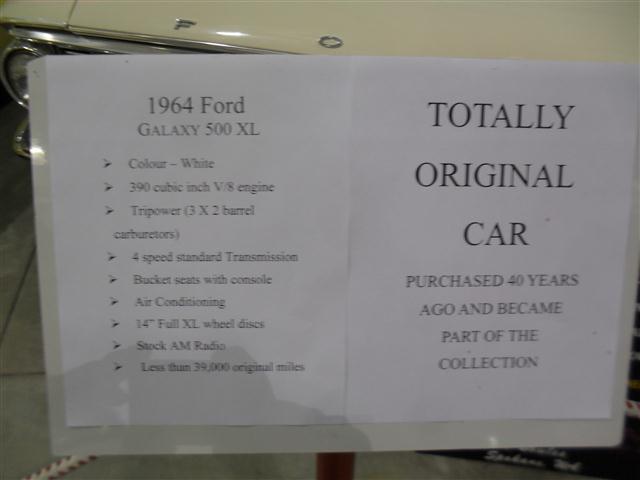 F O
1964 Ford
GALAXY 500 XL
➢ Colour – White
➢ 390 cubic inch V/8 engine
➢ Tripower (3 X 2 barrel
carburetors)
➢ 4 speed standard Transmission
➢ Bucket seats with console
➢ Air Conditioning
➢ 14" Full XL wheel discs
➢ Stock AM Radio
➢ Less than 39,000 original miles
TOTALLY
ORIGINAL
CAR
PURCHASED 40 YEARS
AGO AND BECAME
PART OF THE
COLLECTION